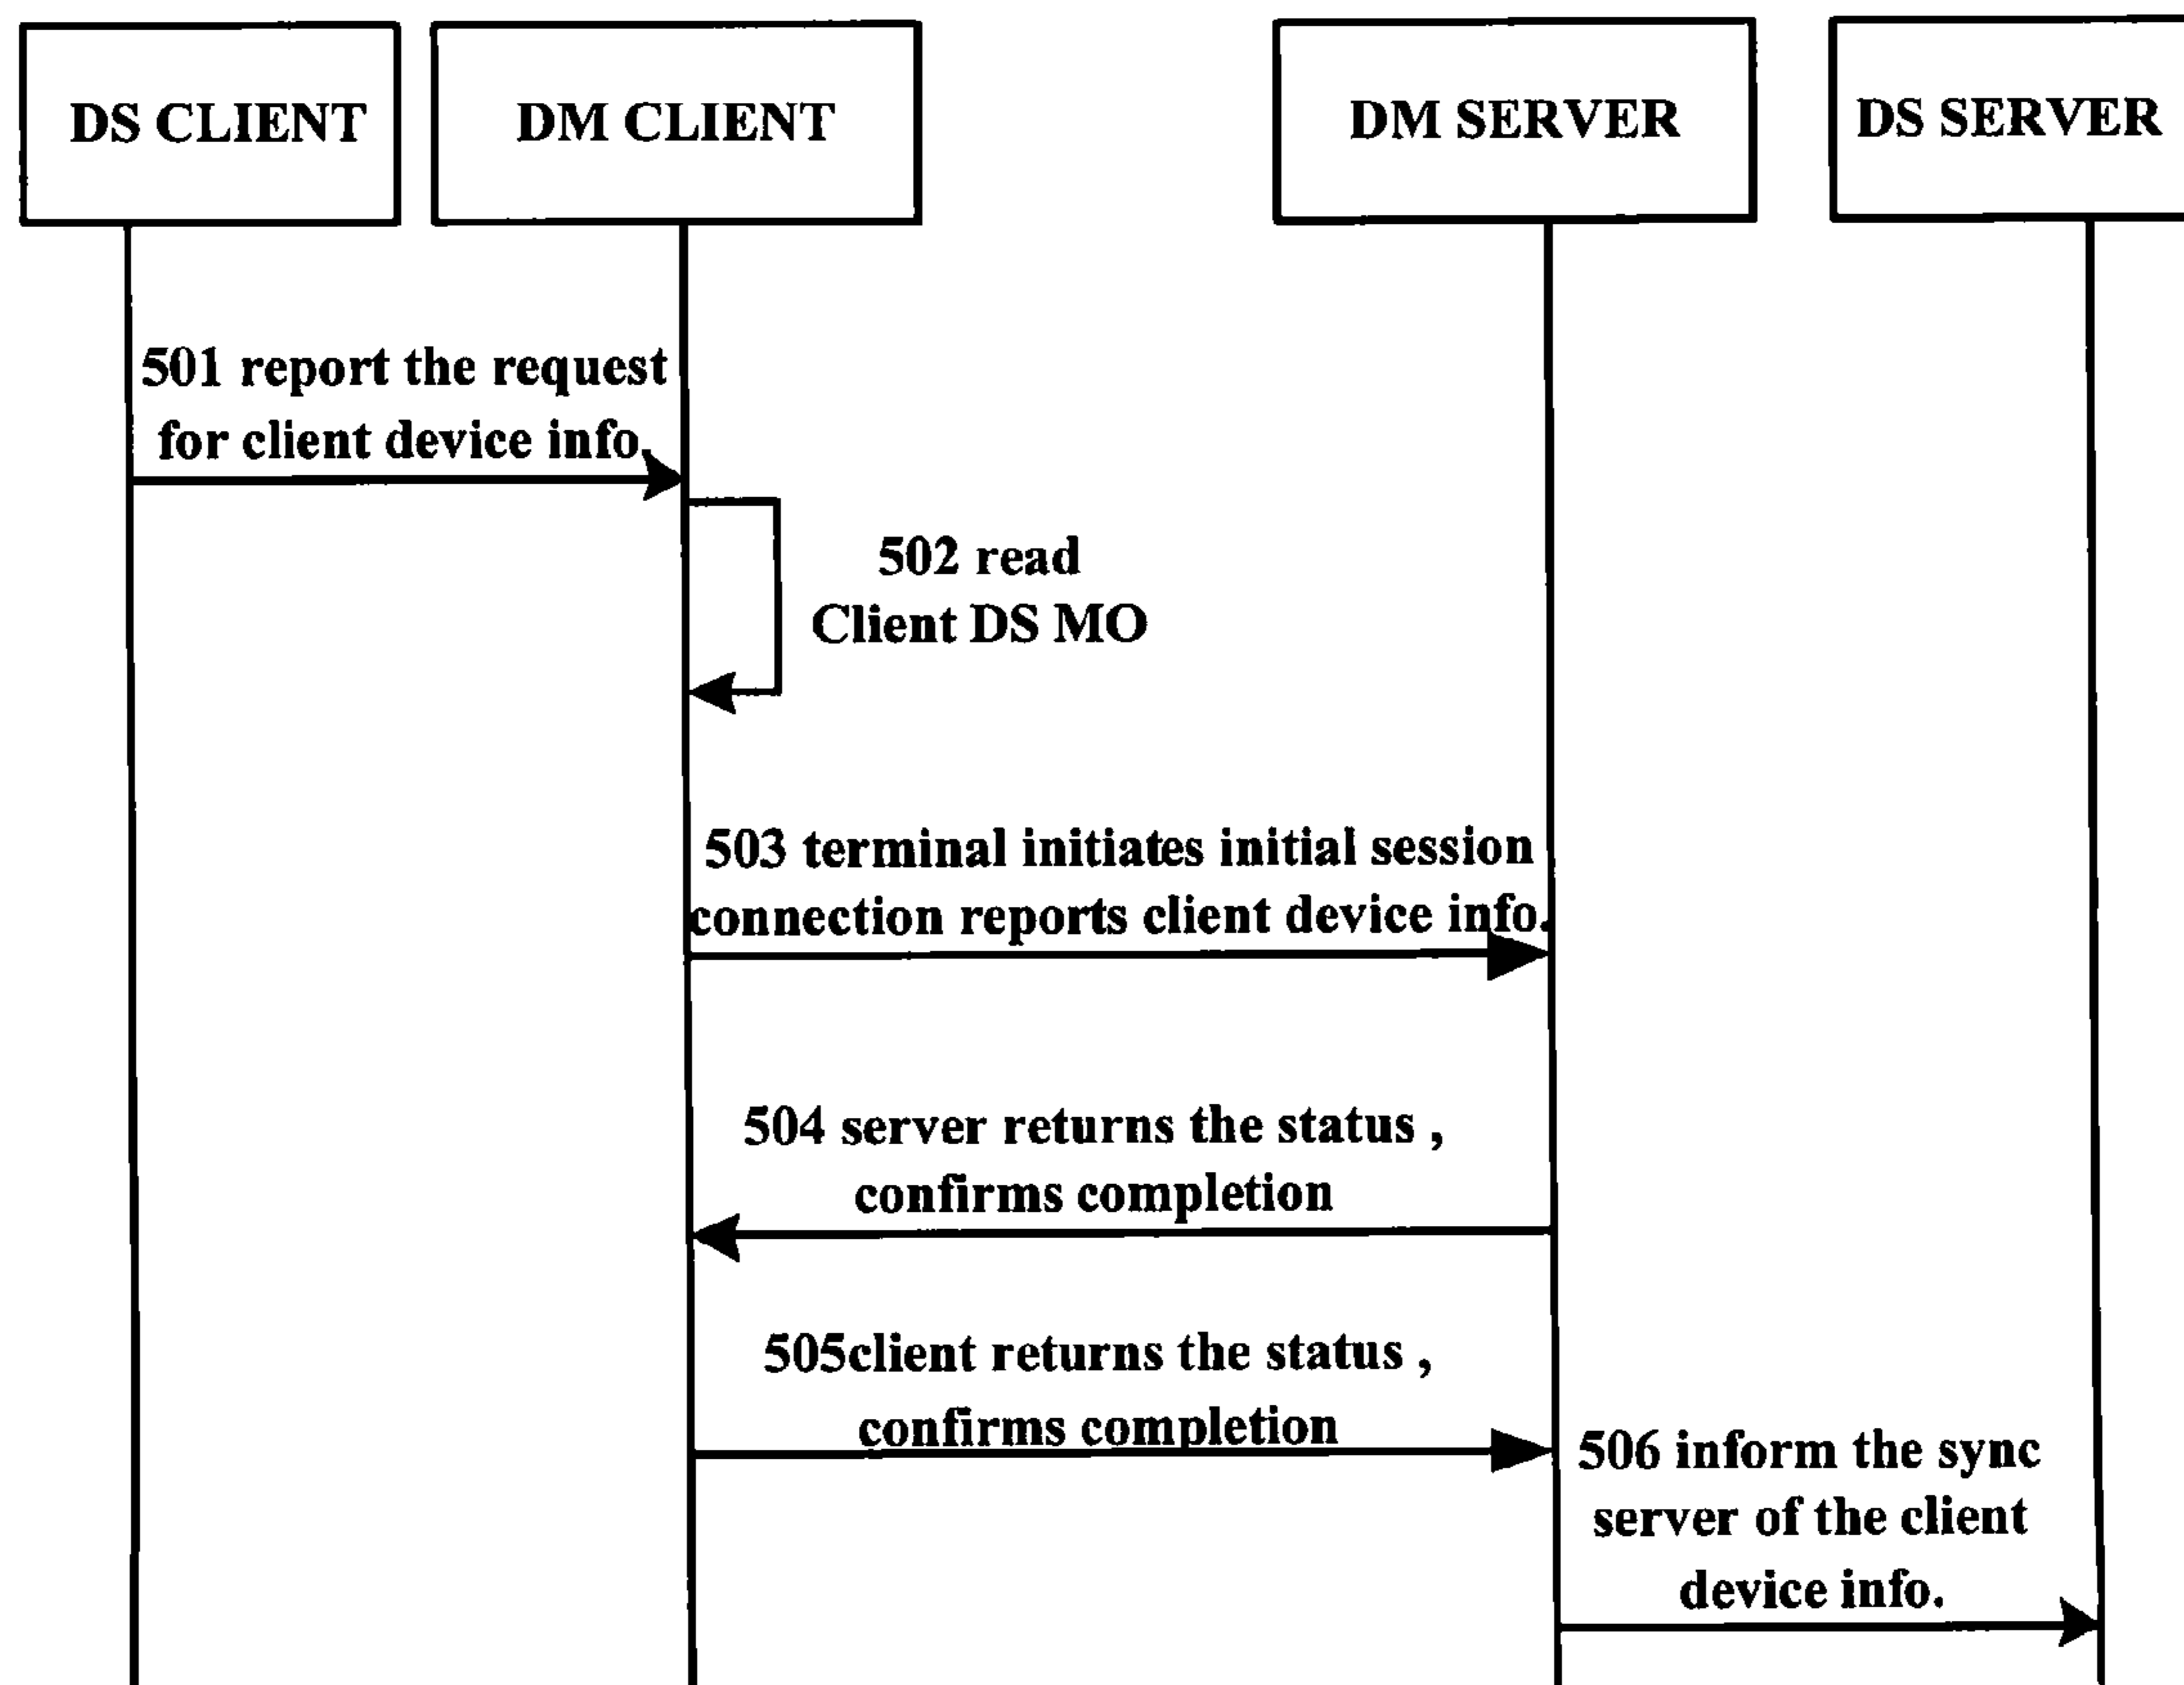 DS CLIENT
DM CLIENT
DM SERVER
DS SERVER
501 report the request
for client device info.
502 read
Client DS MO
503 terminal initiates initial session
connection reports client device info.
504 server returns the status ,
confirms completion
505client returns the status ,
confirms completion
506 inform the sync
server of the client
device info.